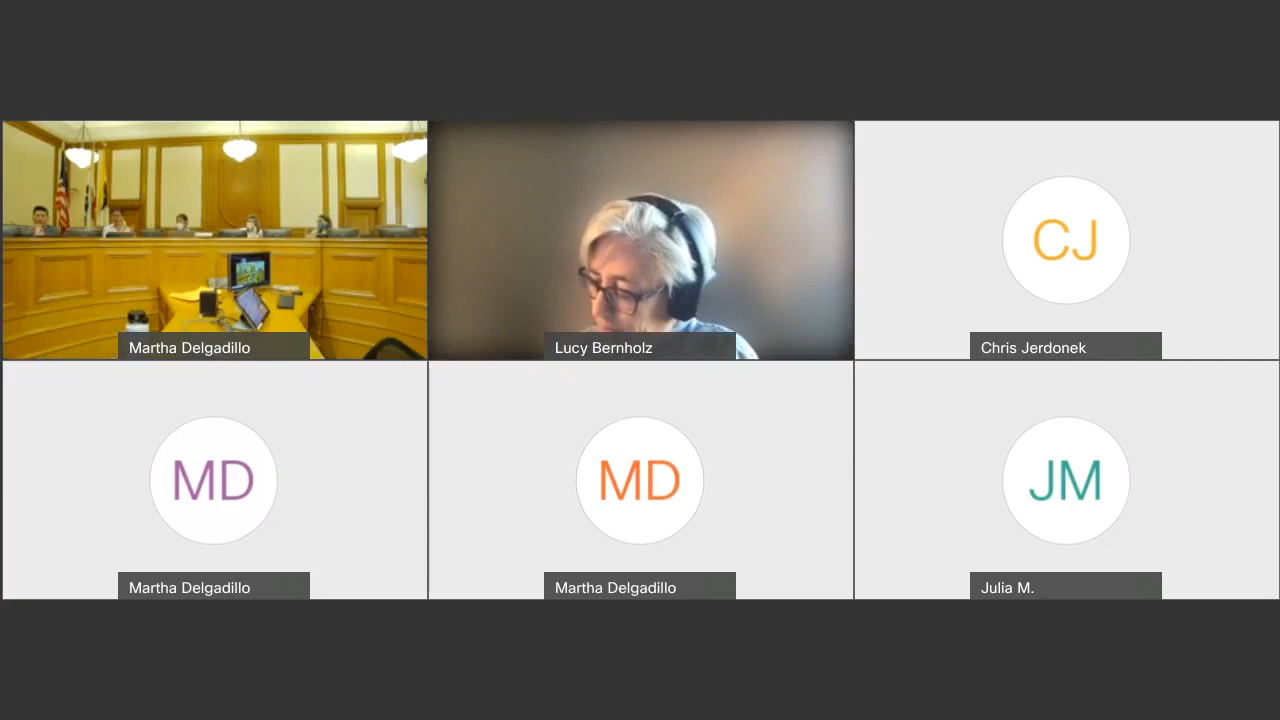 Martha Delgadillo
Lucy Bernholz
CJ
Chris Jerdonek
MD
Martha Delgadillo
MD
Martha Delgadillo
JM
Julia M.